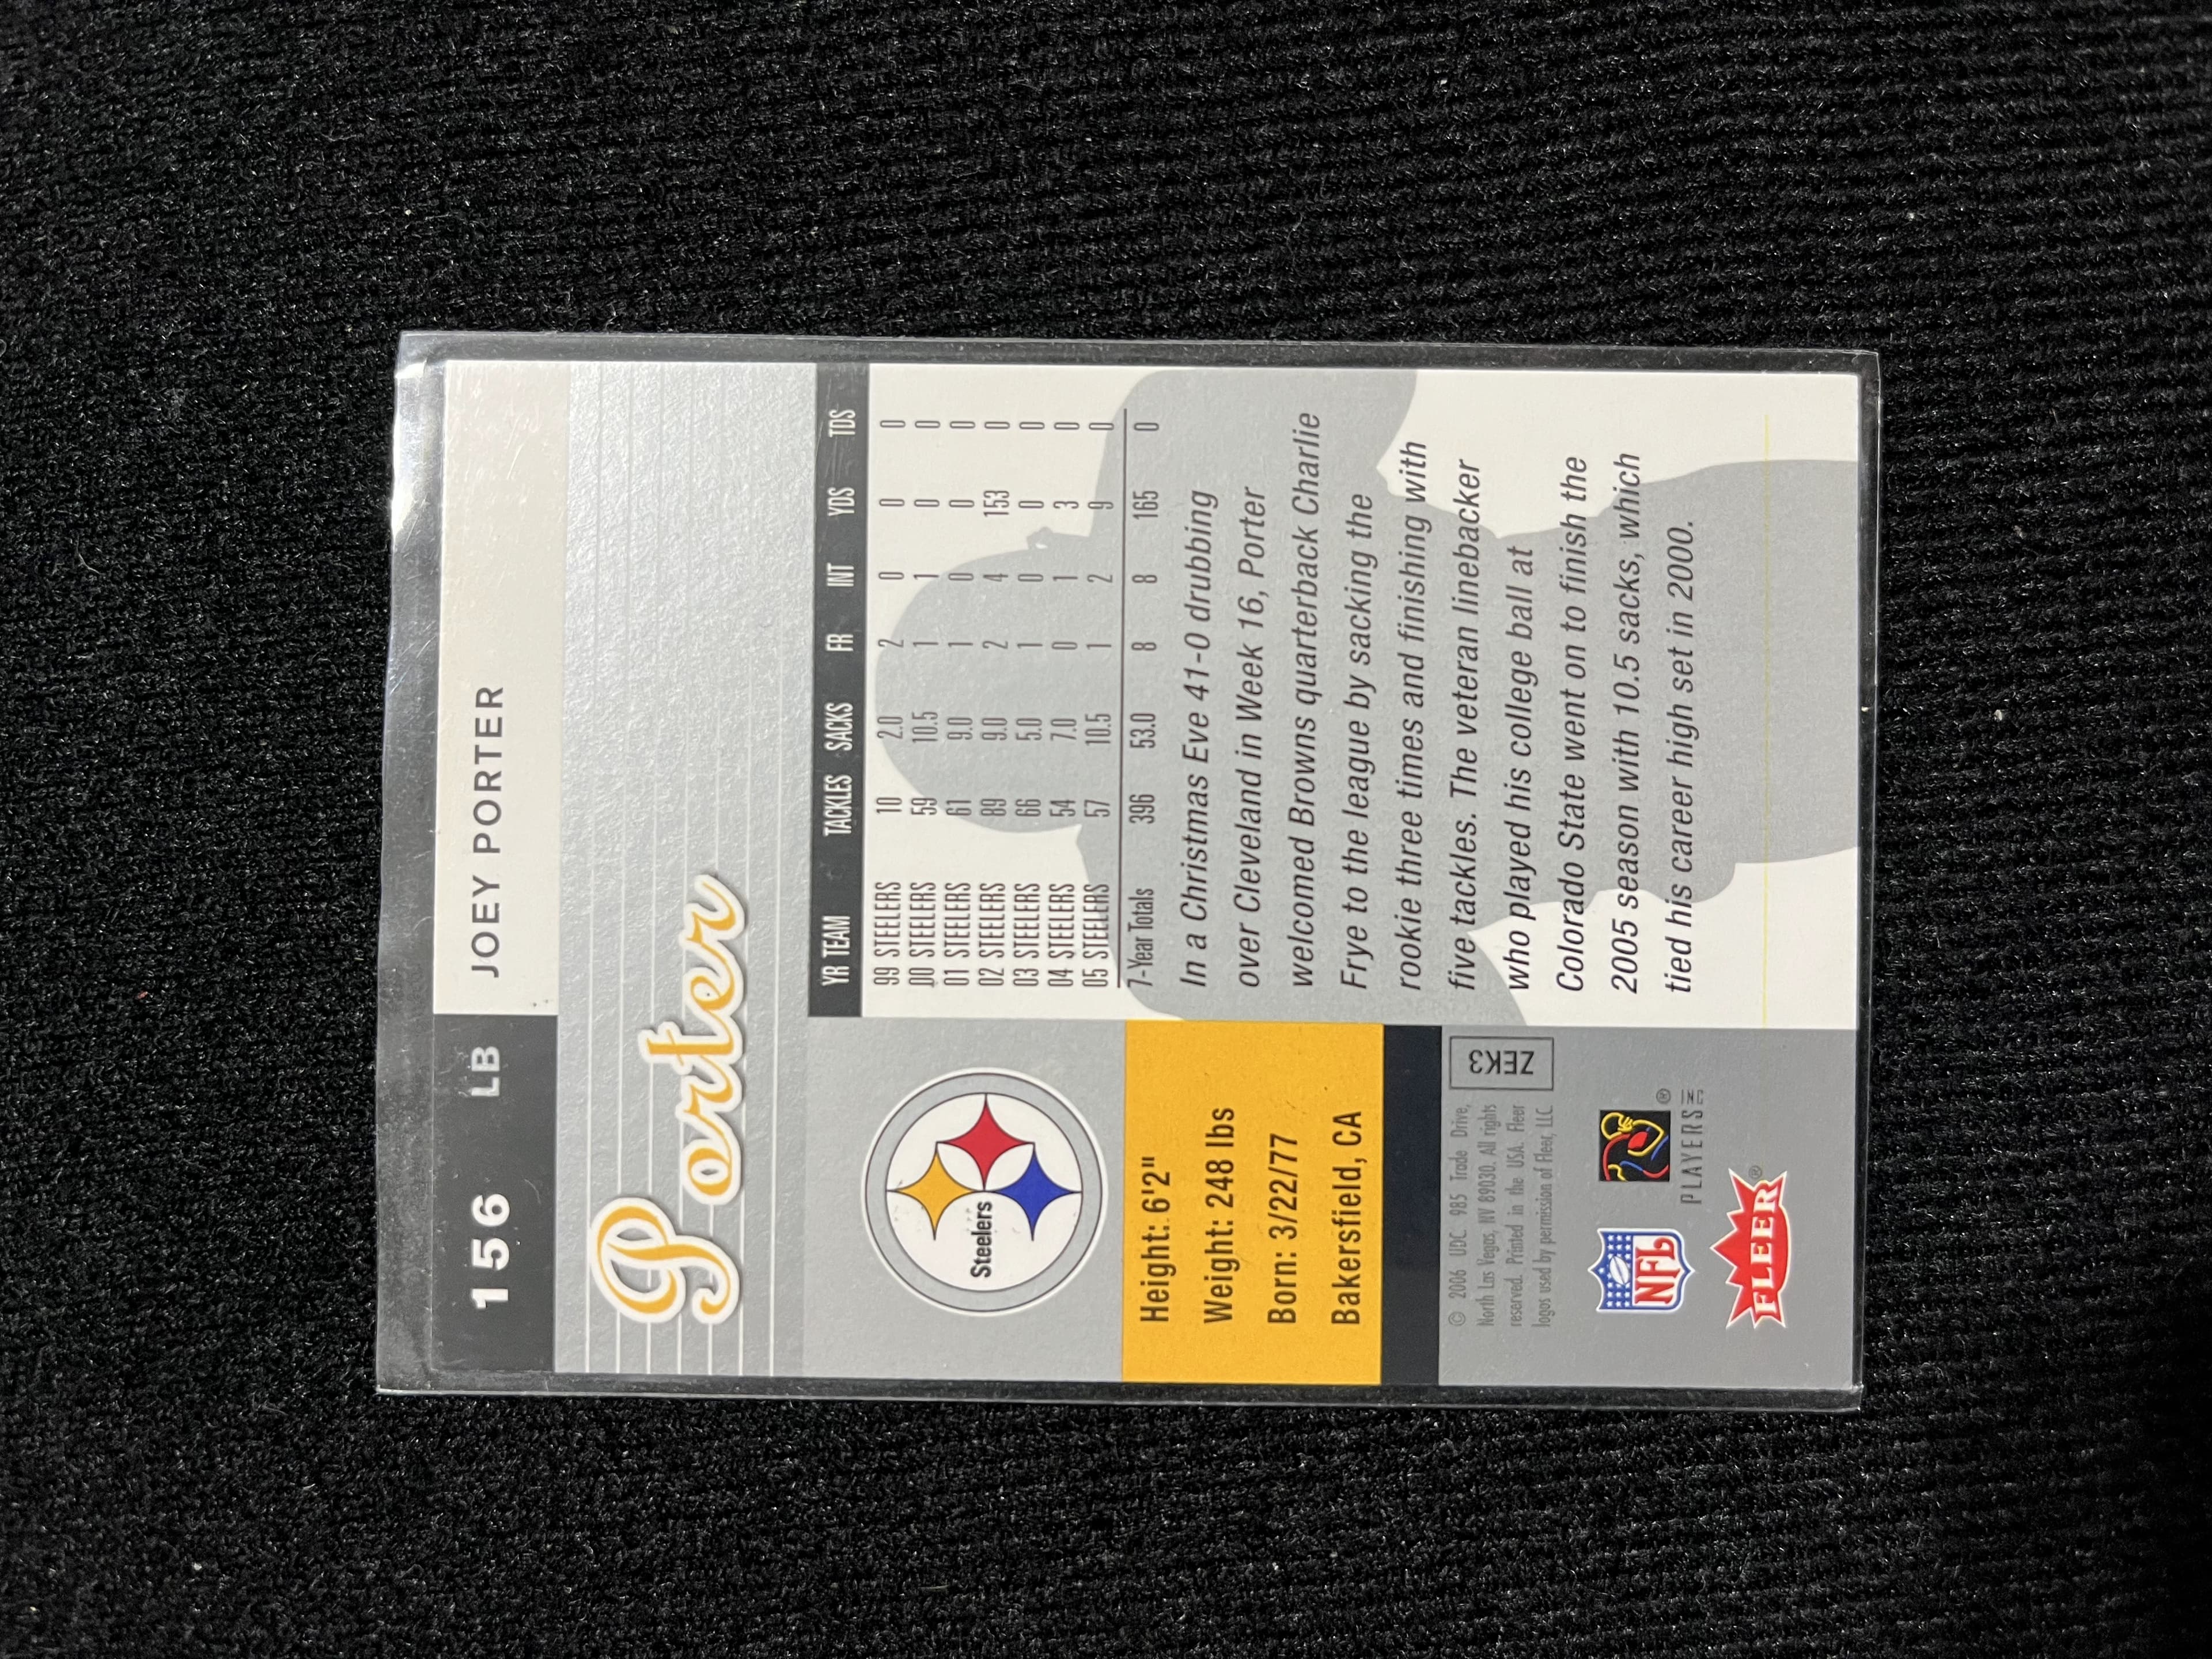 156 LB JOEY PORTER
Porter
YR TEAM TACKLES SACKS FR INT YDS TDS
99 STEELERS 10 2.0 2 0 0 0
00 STEELERS 59 10.5 1 1 0 0
01 STEELERS 61 9.0 1 0 0 0
02 STEELERS 89 9.0 2 4 153 0
03 STEELERS 66 5.0 1 0 0 0
04 STEELERS 54 7.0 0 1 3 0
05 STEELERS 57 10.5 1 2 9 0
7-Year Totals 396 53.0 8 8 165 0
In a Christmas Eve 41-0 drubbing
over Cleveland in Week 16, Porter
welcomed Browns quarterback Charlie
Frye to the league by sacking the
rookie three times and finishing with
five tackles. The veteran linebacker
who played his college ball at
Colorado State went on to finish the
2005 season with 10.5 sacks, which
tied his career high set in 2000.
Steelers
Height: 6'2"
Weight: 248 lbs
Born: 3/22/77
Bakersfield, CA
© 2006 UDC 985 Trade Drive,
North Las Vegas, NV 89030. All rights
reserved. Printed in the USA. Fleer
logos used by permission of Fleer, LLC
ZEK3
NFL
PLAYERS INC ®
FLEER ®